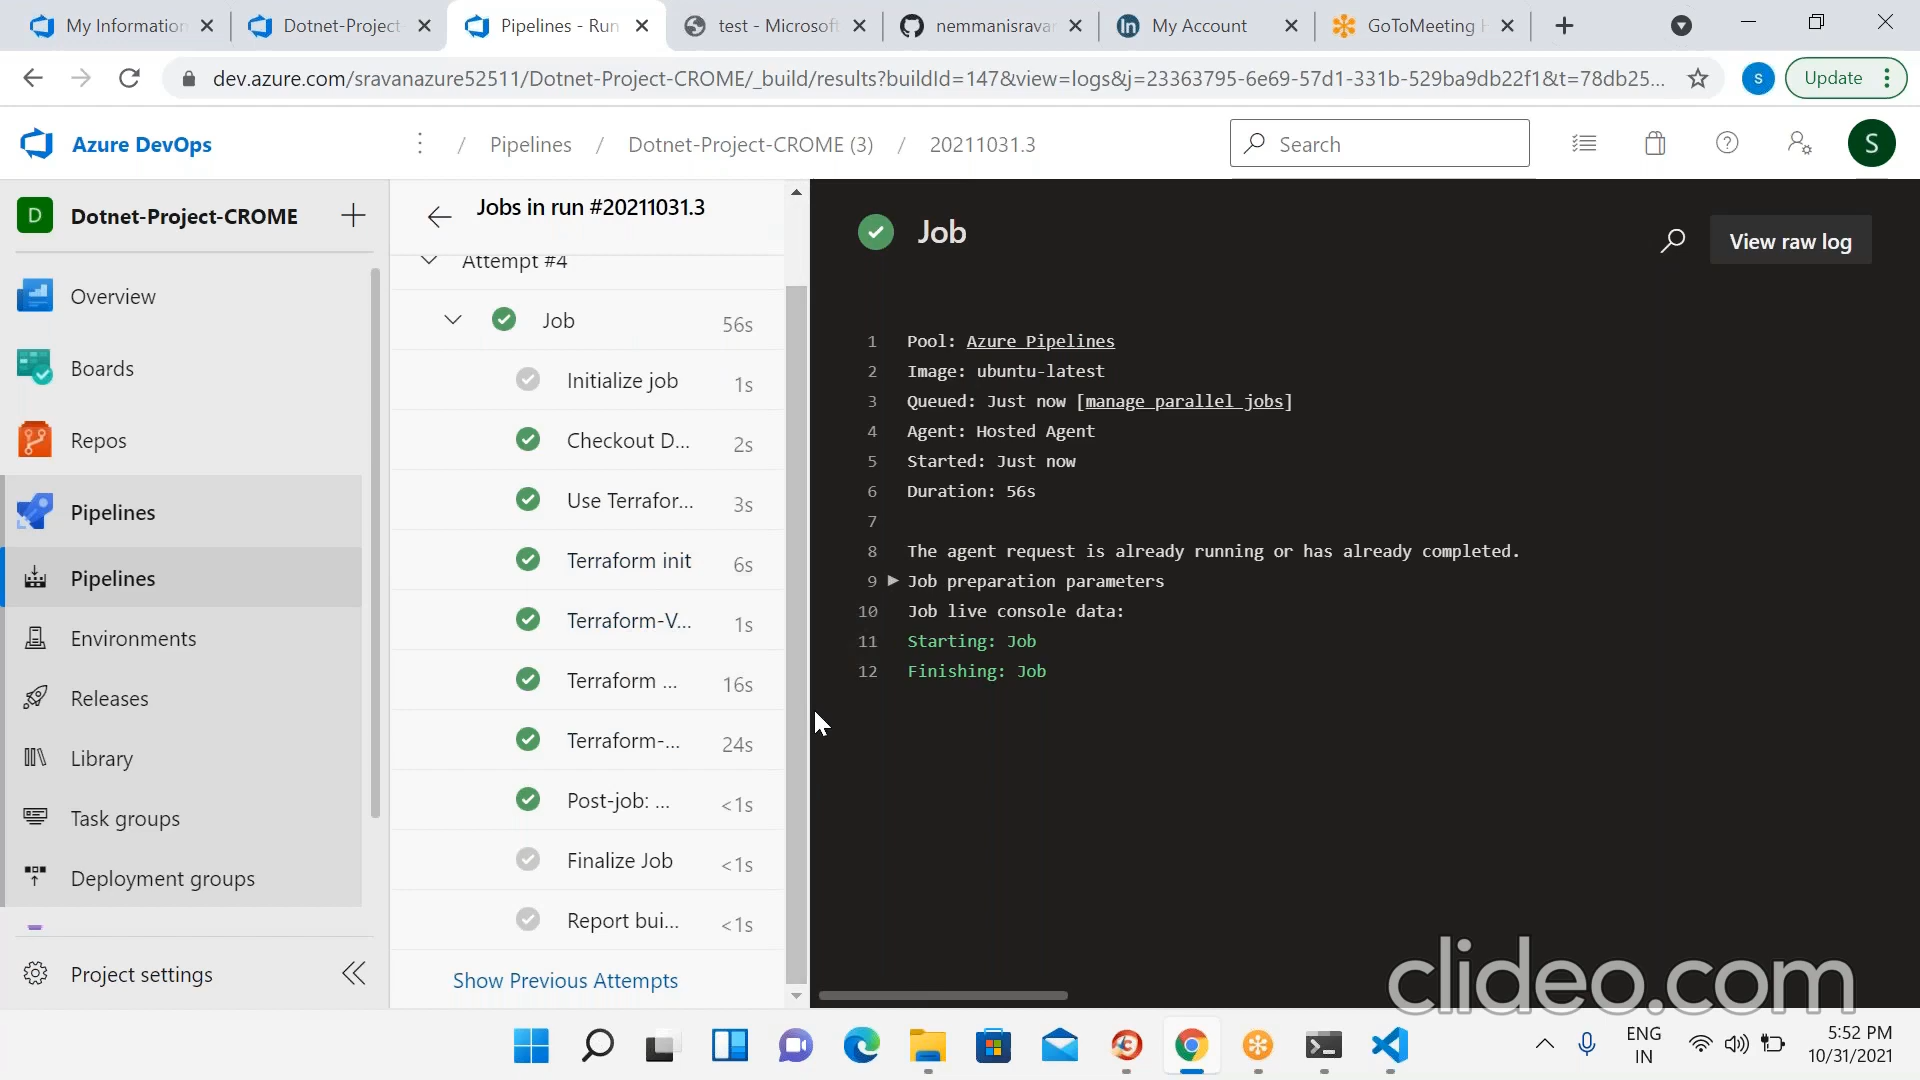 My Information
Dotnet-Project
Pipelines - Run
test - Microsoft
nemmanisravan
My Account
GoToMeeting
dev.azure.com/sravanazure52511/Dotnet-Project-CROME/_build/results?buildId=147&view=logs&j=23363795-6e69-57d1-331b-529ba9db22f1&t=78db25...
s
Update
Azure DevOps
/ Pipelines / Dotnet-Project-CROME (3) / 20211031.3
Search
S
D Dotnet-Project-CROME
Overview
Boards
Repos
Pipelines
Pipelines
Environments
Releases
Library
Task groups
Deployment groups
Project settings
Jobs in run #20211031.3
Attempt #4
Job 56s
Initialize job 1s
Checkout D... 2s
Use Terrafor... 3s
Terraform init 6s
Terraform-V... 1s
Terraform ... 16s
Terraform-... 24s
Post-job: ... <1s
Finalize Job <1s
Report bui... <1s
Show Previous Attempts
Job
View raw log
1 Pool: Azure Pipelines
2 Image: ubuntu-latest
3 Queued: Just now [manage parallel jobs]
4 Agent: Hosted Agent
5 Started: Just now
6 Duration: 56s
7
8 The agent request is already running or has already completed.
9 Job preparation parameters
10 Job live console data:
11 Starting: Job
12 Finishing: Job
clideo.com
ENG
IN
5:52 PM
10/31/2021